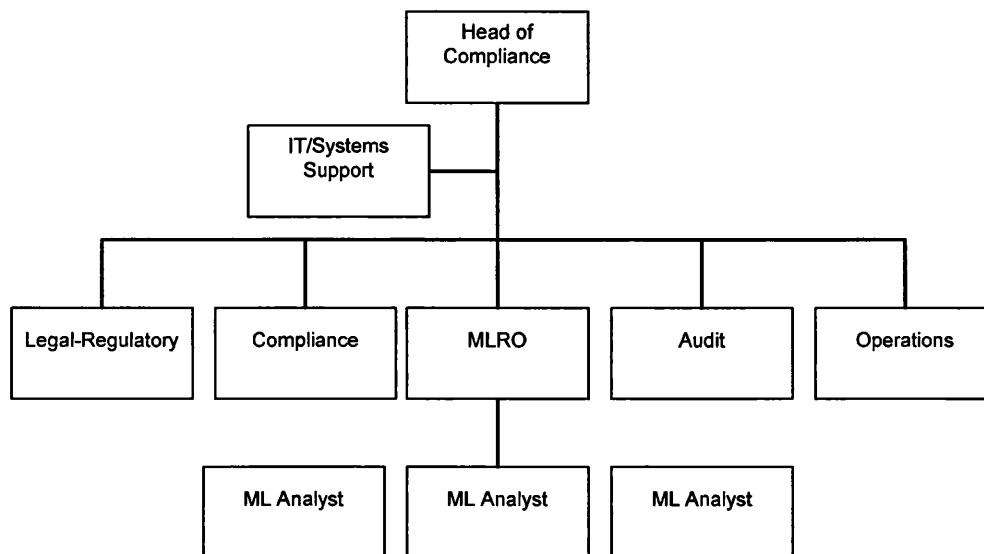 Head of
Compliance
IT/Systems
Support
Legal-Regulatory
Compliance
MLRO
Audit
Operations
ML Analyst
ML Analyst
ML Analyst